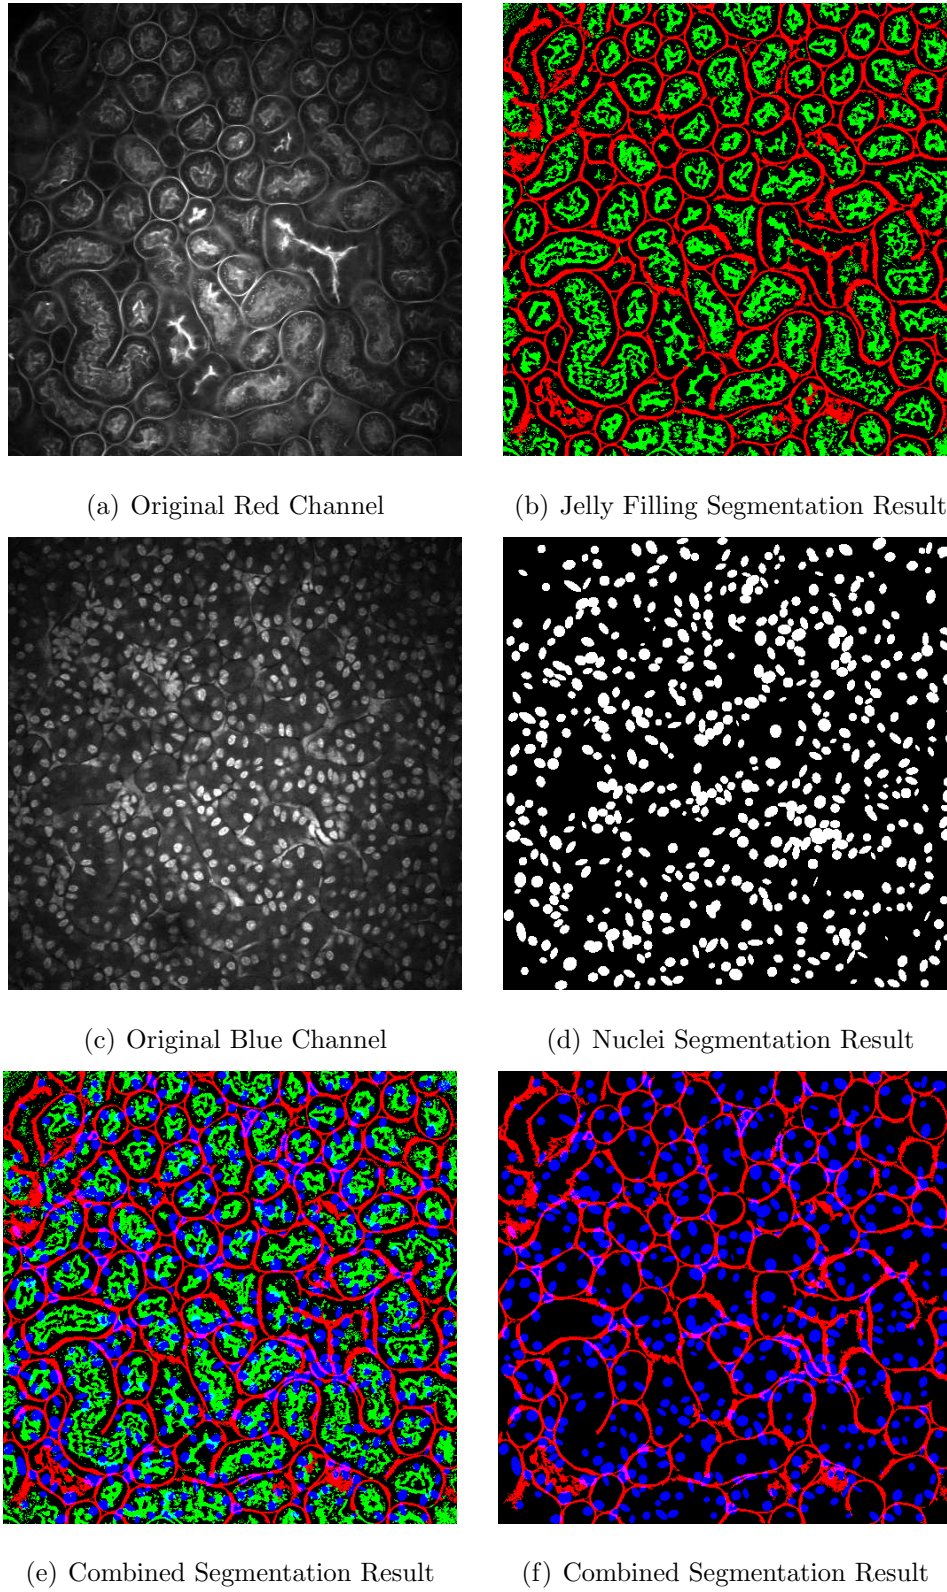 (a) Original Red Channel
(b) Jelly Filling Segmentation Result
(c) Original Blue Channel
(d) Nuclei Segmentation Result
(e) Combined Segmentation Result
(f) Combined Segmentation Result